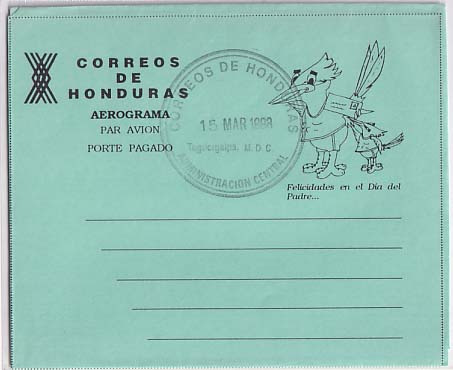 CORREOS
DE
HONDURAS
AEROGRAMA
PAR AVION
PORTE PAGADO
CORREOS DE HONDURAS
15 MAR 1998
Tegucigalpa, M. D. C.
ADMINISTRACION CENTRAL
Felicidades en el Dia del
Padre...